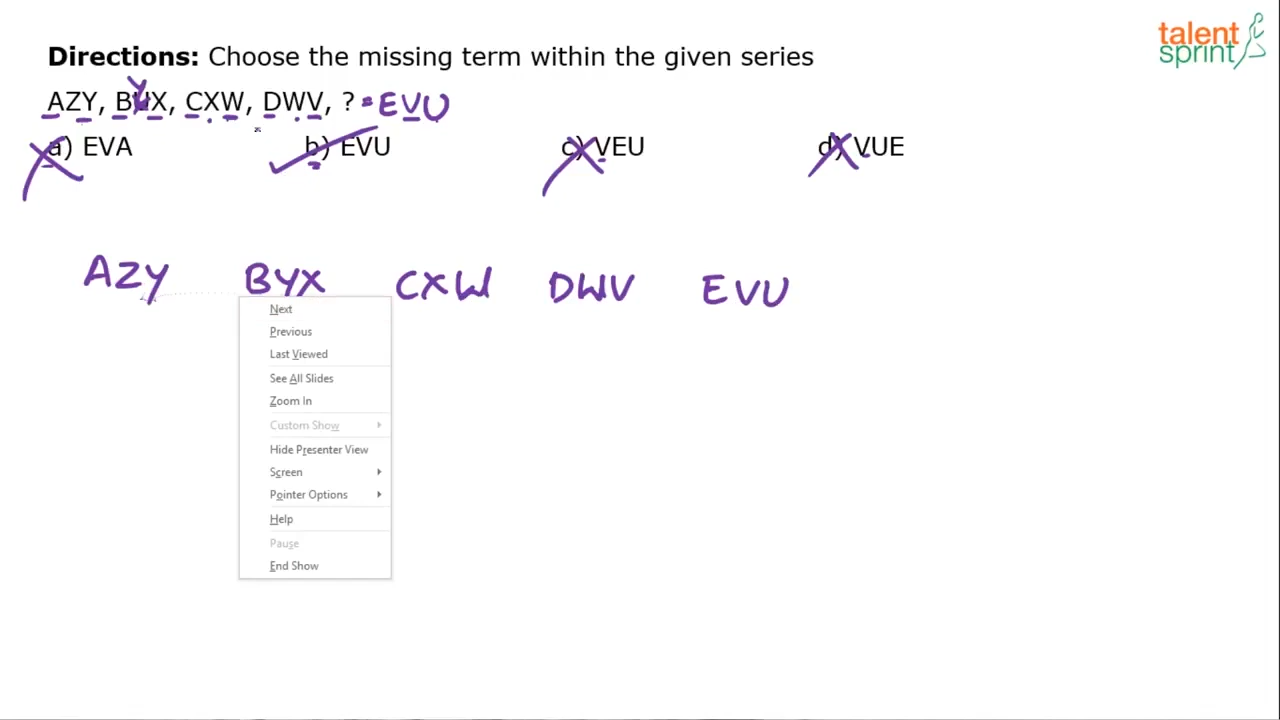 talent
sprint
Directions: Choose the missing term within the given series
AZY, BUX, CXW, DWV, ? = EVU
Y
a) EVA b) EVU c) VEU d) VUE
AZY BYX CXW DWV EVU
Next
Previous
Last Viewed
See All Slides
Zoom In
Custom Show
Hide Presenter View
Screen
Pointer Options
Help
Pause
End Show